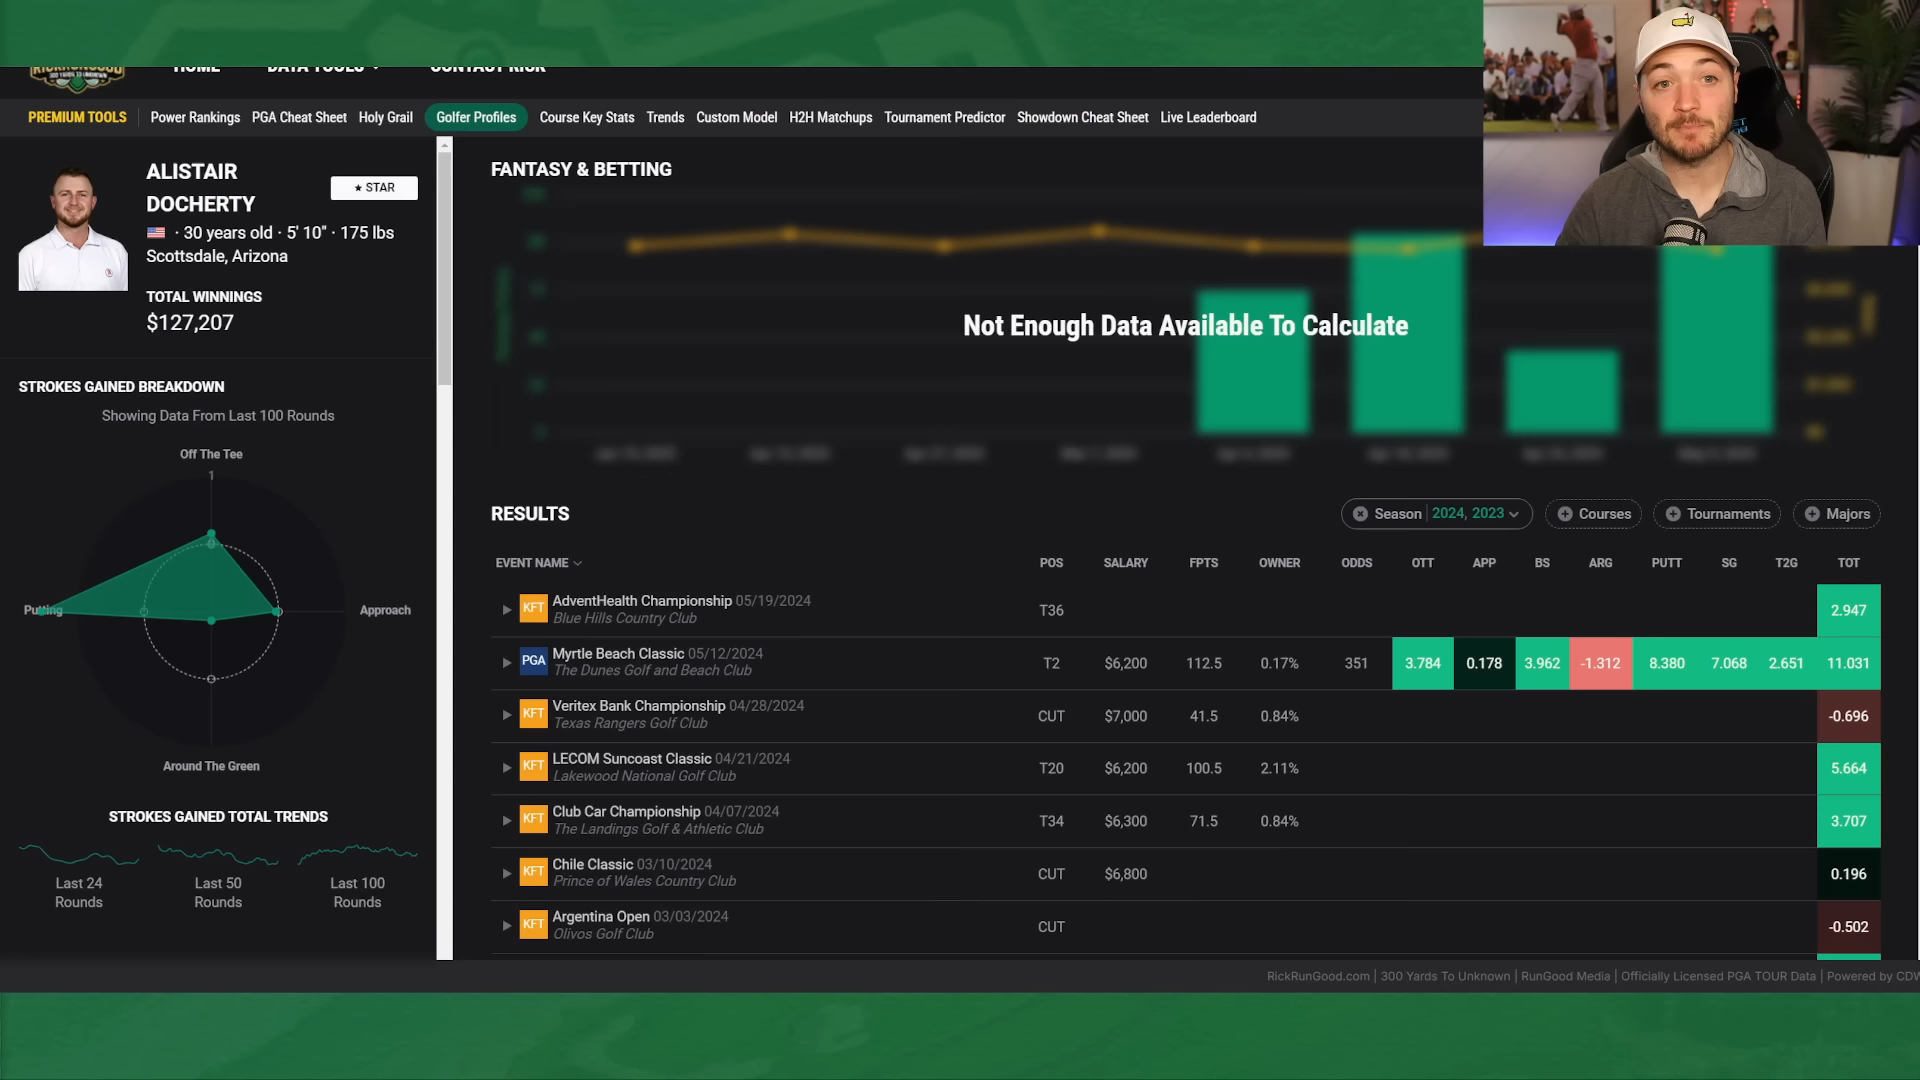 RICKRUNGOOD
300 YARDS TO UNKNOWN
HOME DATA TOOLS CONTACT RICK
PREMIUM TOOLS Power Rankings PGA Cheat Sheet Holy Grail Golfer Profiles Course Key Stats Trends Custom Model H2H Matchups Tournament Predictor Showdown Cheat Sheet Live Leaderboard
ALISTAIR
DOCHERTY
★ STAR
· 30 years old · 5' 10" · 175 lbs
Scottsdale, Arizona
TOTAL WINNINGS
$127,207
STROKES GAINED BREAKDOWN
Showing Data From Last 100 Rounds
Off The Tee
1
0
Putting
Approach
Around The Green
STROKES GAINED TOTAL TRENDS
Last 24
Rounds
Last 50
Rounds
Last 100
Rounds
FANTASY & BETTING
Not Enough Data Available To Calculate
RESULTS
Season 2024, 2023 Courses Tournaments Majors
EVENT NAME POS SALARY FPTS OWNER ODDS OTT APP BS ARG PUTT SG T2G TOT
KFT AdventHealth Championship 05/19/2024 T36 2.947
Blue Hills Country Club
PGA Myrtle Beach Classic 05/12/2024 T2 $6,200 112.5 0.17% 351 3.784 0.178 3.962 -1.312 8.380 7.068 2.651 11.031
The Dunes Golf and Beach Club
KFT Veritex Bank Championship 04/28/2024 CUT $7,000 41.5 0.84% -0.696
Texas Rangers Golf Club
KFT LECOM Suncoast Classic 04/21/2024 T20 $6,200 100.5 2.11% 5.664
Lakewood National Golf Club
KFT Club Car Championship 04/07/2024 T34 $6,300 71.5 0.84% 3.707
The Landings Golf & Athletic Club
KFT Chile Classic 03/10/2024 CUT $6,800 0.196
Prince of Wales Country Club
KFT Argentina Open 03/03/2024 CUT -0.502
Olivos Golf Club
RickRunGood.com | 300 Yards To Unknown | RunGood Media | Officially Licensed PGA TOUR Data | Powered by CDW